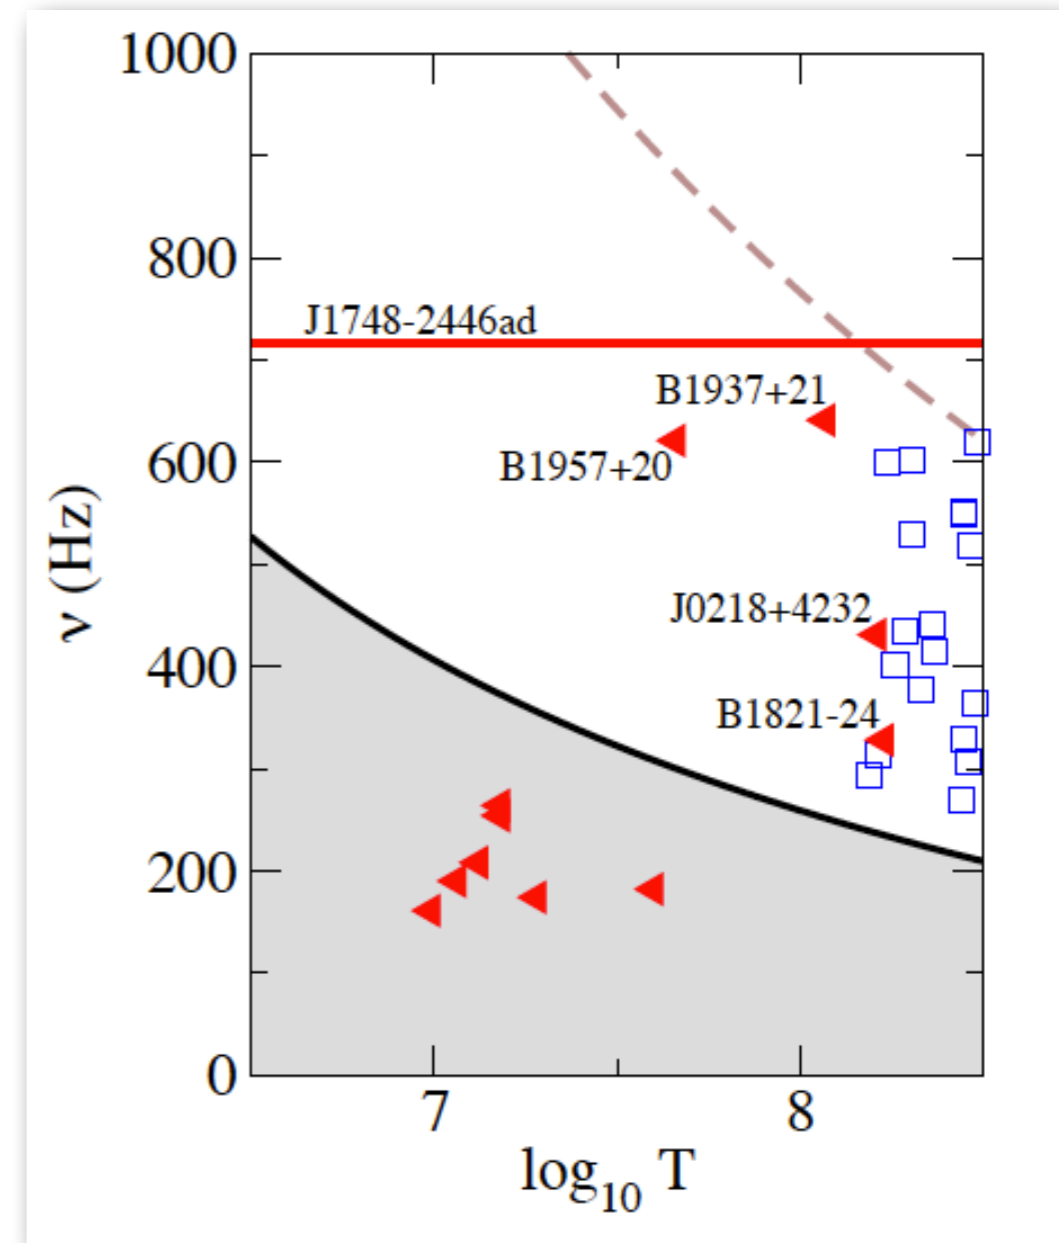 1000
800
J1748-2446ad
B1937+21
600
B1957+20
ν (Hz)
J0218+4232
400
B1821-24
200
0
7
8
log₁₀ T